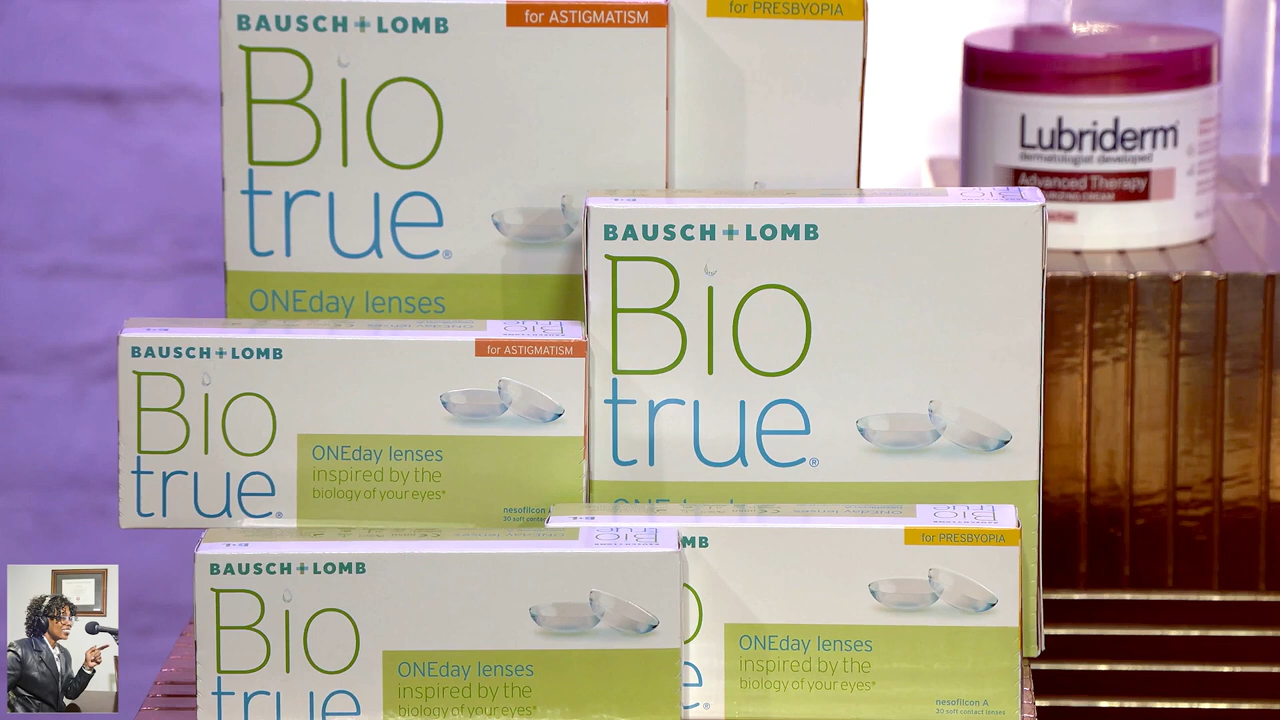 BAUSCH+LOMB
for ASTIGMATISM
Bio
true®
ONEday lenses
for PRESBYOPIA
Lubriderm
dermatologist developed
Advanced Therapy
BAUSCH+LOMB
Bio
true®
BAUSCH+LOMB
for ASTIGMATISM
Bio
true®
ONEday lenses
inspired by the
biology of your eyes*
nesofilcon A
30 soft
BAUSCH+LOMB
Bio
true
ONEday lenses
inspired by the
biology of your eyes*
MB
for PRESBYOPIA
ONEday lenses
inspired by the
biology of your eyes*
nesofilcon A
30 soft contact lenses